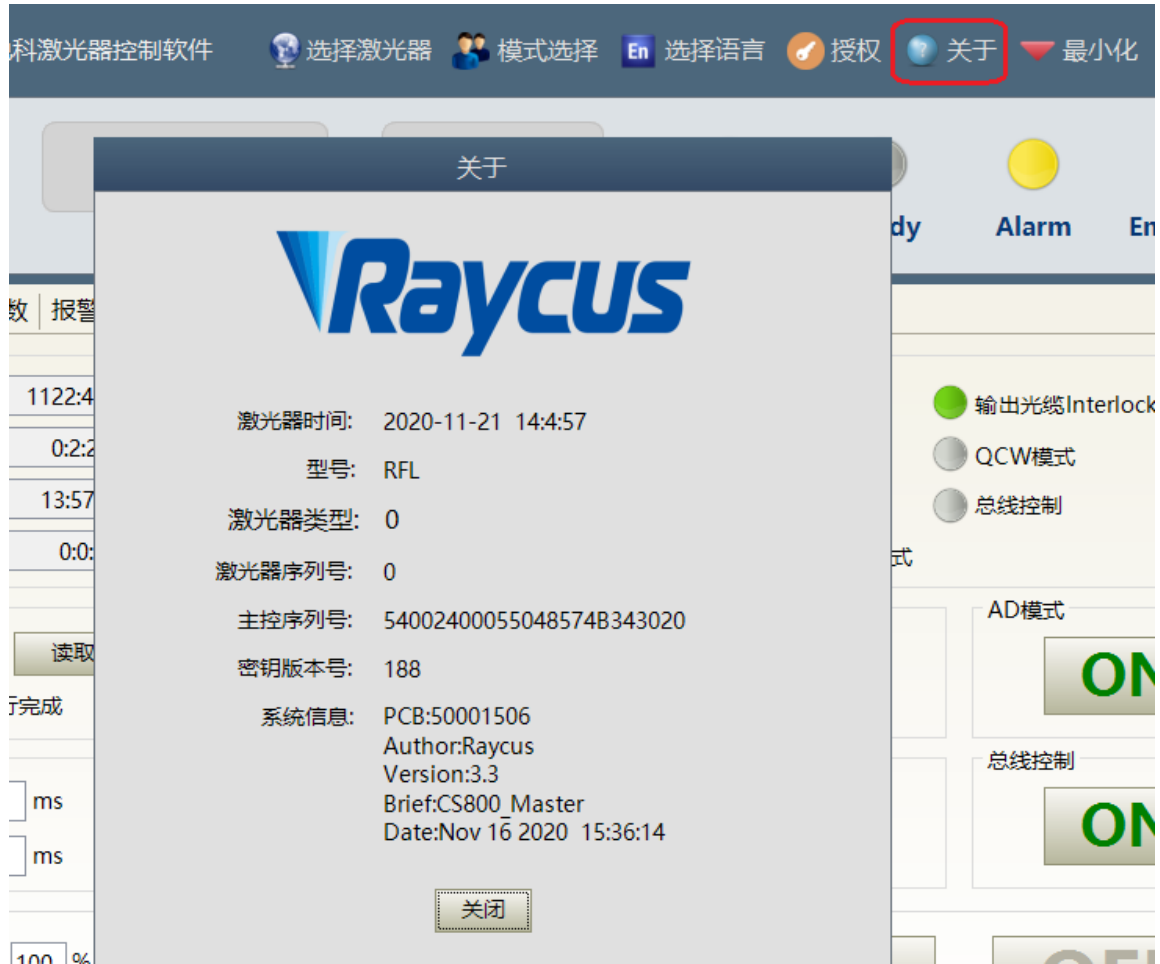 科激光器控制软件 选择激光器 模式选择 En 选择语言 授权 关于 最小化
关于
dy Alarm En
Raycus
数 报警
1122:4
0:2:2
13:57
0:0:
激光器时间: 2020-11-21 14:4:57
型号: RFL
激光器类型: 0
激光器序列号: 0
主控序列号: 54002400055048574B343020
密钥版本号: 188
系统信息: PCB:50001506
Author:Raycus
Version:3.3
Brief:CS800_Master
Date:Nov 16 2020 15:36:14
关闭
输出光缆Interlock
QCW模式
总线控制
式
读取
行完成
ms
ms
100 %
AD模式
ON
总线控制
ON